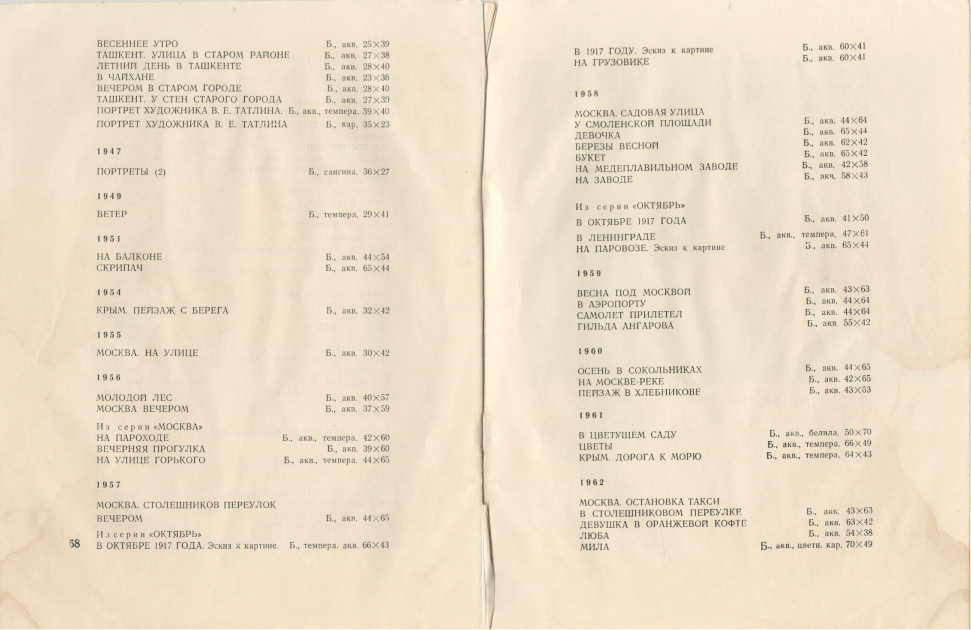 ВЕСЕННЕЕ УТРО Б., акв. 25×39
ТАШКЕНТ. УЛИЦА В СТАРОМ РАЙОНЕ Б., акв. 27×38
ЛЕТНИЙ ДЕНЬ В ТАШКЕНТЕ Б., акв. 28×40
В ЧАЙХАНЕ Б., акв. 23×36
ВЕЧЕРОМ В СТАРОМ ГОРОДЕ Б., акв. 28×40
ТАШКЕНТ. У СТЕН СТАРОГО ГОРОДА Б., акв. 27×39
ПОРТРЕТ ХУДОЖНИКА В. Е. ТАТЛИНА. Б., акв., темпера. 59×40
ПОРТРЕТ ХУДОЖНИКА В. Е. ТАТЛИНА Б., кар. 35×23
1947
ПОРТРЕТЫ (2) Б., сангина. 36×27
1949
ВЕТЕР Б., темпера. 29×41
1951
НА БАЛКОНЕ Б., акв. 44×54
СКРИПАЧ Б., акв. 65×44
1954
КРЫМ. ПЕЙЗАЖ С БЕРЕГА Б., акв. 32×42
1955
МОСКВА. НА УЛИЦЕ Б., акв. 30×42
1956
МОЛОДОЙ ЛЕС Б., акв. 40×57
МОСКВА ВЕЧЕРОМ Б., акв. 37×59
Из серии «МОСКВА»
НА ПАРОХОДЕ Б., акв., темпера. 42×60
ВЕЧЕРНЯЯ ПРОГУЛКА Б., акв. 39×60
НА УЛИЦЕ ГОРЬКОГО Б., акв., темпера. 44×65
1957
МОСКВА. СТОЛЕШНИКОВ ПЕРЕУЛОК
ВЕЧЕРОМ Б., акв. 44×65
Из серии «ОКТЯБРЬ»
В ОКТЯБРЕ 1917 ГОДА. Эскиз к картине. Б., темпера. акв. 66×43
58
В 1917 ГОДУ. Эскиз к картине Б., акв. 60×41
НА ГРУЗОВИКЕ Б., акв. 60×41
1958
МОСКВА. САДОВАЯ УЛИЦА
У СМОЛЕНСКОЙ ПЛОЩАДИ Б., акв. 44×64
ДЕВОЧКА Б., акв. 65×44
БЕРЕЗЫ ВЕСНОЙ Б., акв. 62×42
БУКЕТ Б., акв. 65×42
НА МЕДЕПЛАВИЛЬНОМ ЗАВОДЕ Б., акв. 42×58
НА ЗАВОДЕ Б., акч. 58×43
Из серии «ОКТЯБРЬ»
В ОКТЯБРЕ 1917 ГОДА Б., акв. 41×50
В ЛЕНИНГРАДЕ Б., акв., темпера. 47×61
НА ПАРОВОЗЕ. Эскиз к картине Б., акв. 65×44
1959
ВЕСНА ПОД МОСКВОЙ Б., акв. 43×63
В АЭРОПОРТУ Б., акв. 44×64
САМОЛЕТ ПРИЛЕТЕЛ Б., акв. 44×64
ГИЛЬДА АНГАРОВА Б., акв 55×42
1960
ОСЕНЬ В СОКОЛЬНИКАХ Б., акв. 44×65
НА МОСКВЕ-РЕКЕ Б., акв. 42×65
ПЕЙЗАЖ В ХЛЕБНИКОВЕ Б., акв. 43×63
1961
В ЦВЕТУЩЕМ САДУ Б., акв., белила. 50×70
ЦВЕТЫ Б., акв., темпера. 66×49
КРЫМ. ДОРОГА К МОРЮ Б., акв., темпера. 64×43
1962
МОСКВА. ОСТАНОВКА ТАКСИ
В СТОЛЕШНИКОВОМ ПЕРЕУЛКЕ Б., акв. 43×63
ДЕВУШКА В ОРАНЖЕВОЙ КОФТЕ Б., акв. 63×42
ЛЮБА Б., акв. 54×38
МИЛА Б., акв., цветн. кар. 70×49